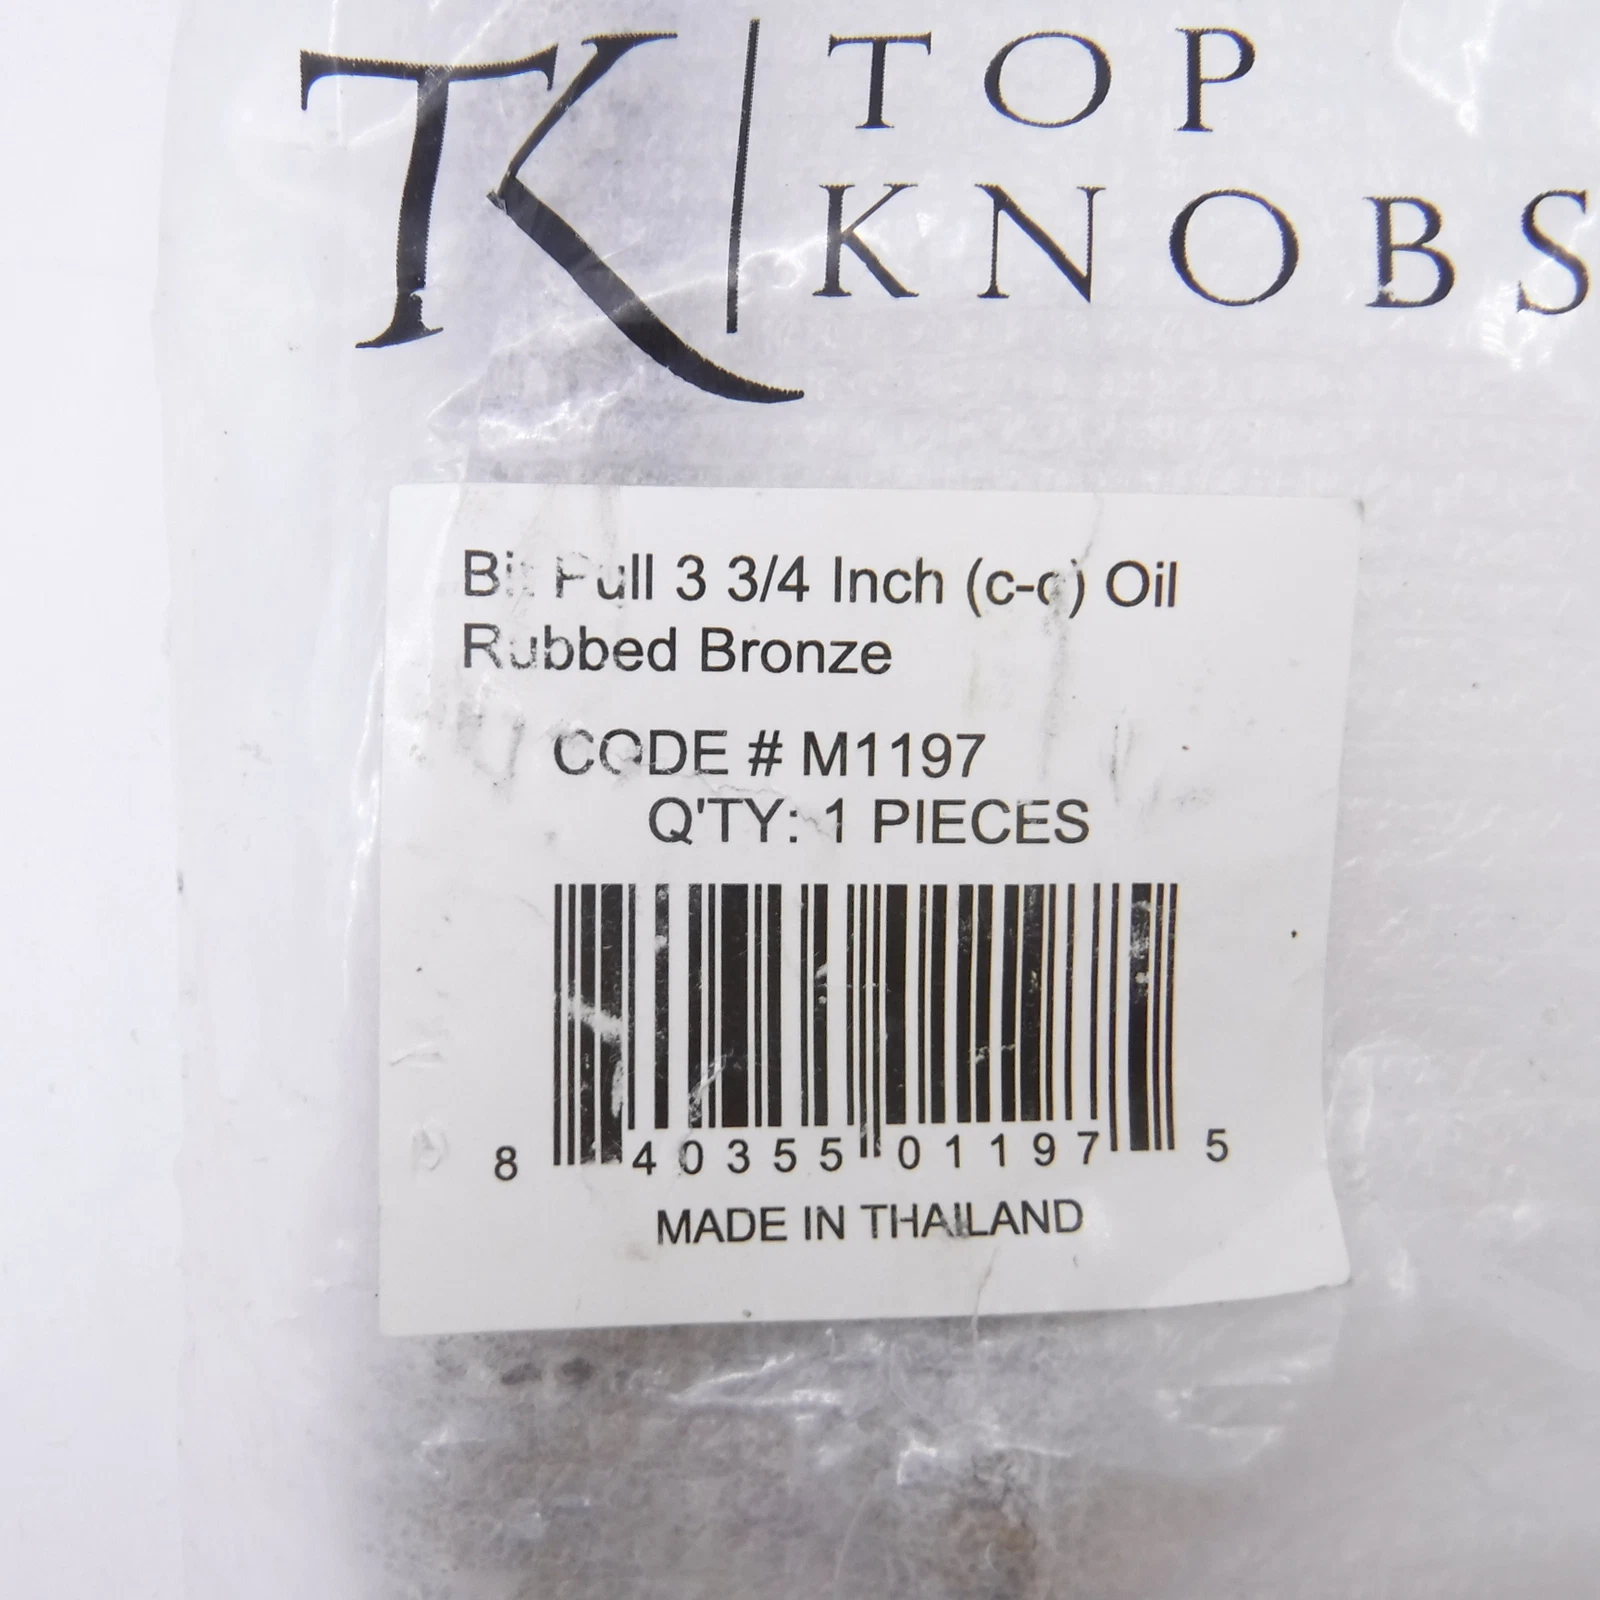 TK | TOP
KNOBS
Bit Pull 3 3/4 Inch (c-c) Oil
Rubbed Bronze
CODE # M1197
Q'TY: 1 PIECES
8 40355 01197 5
MADE IN THAILAND